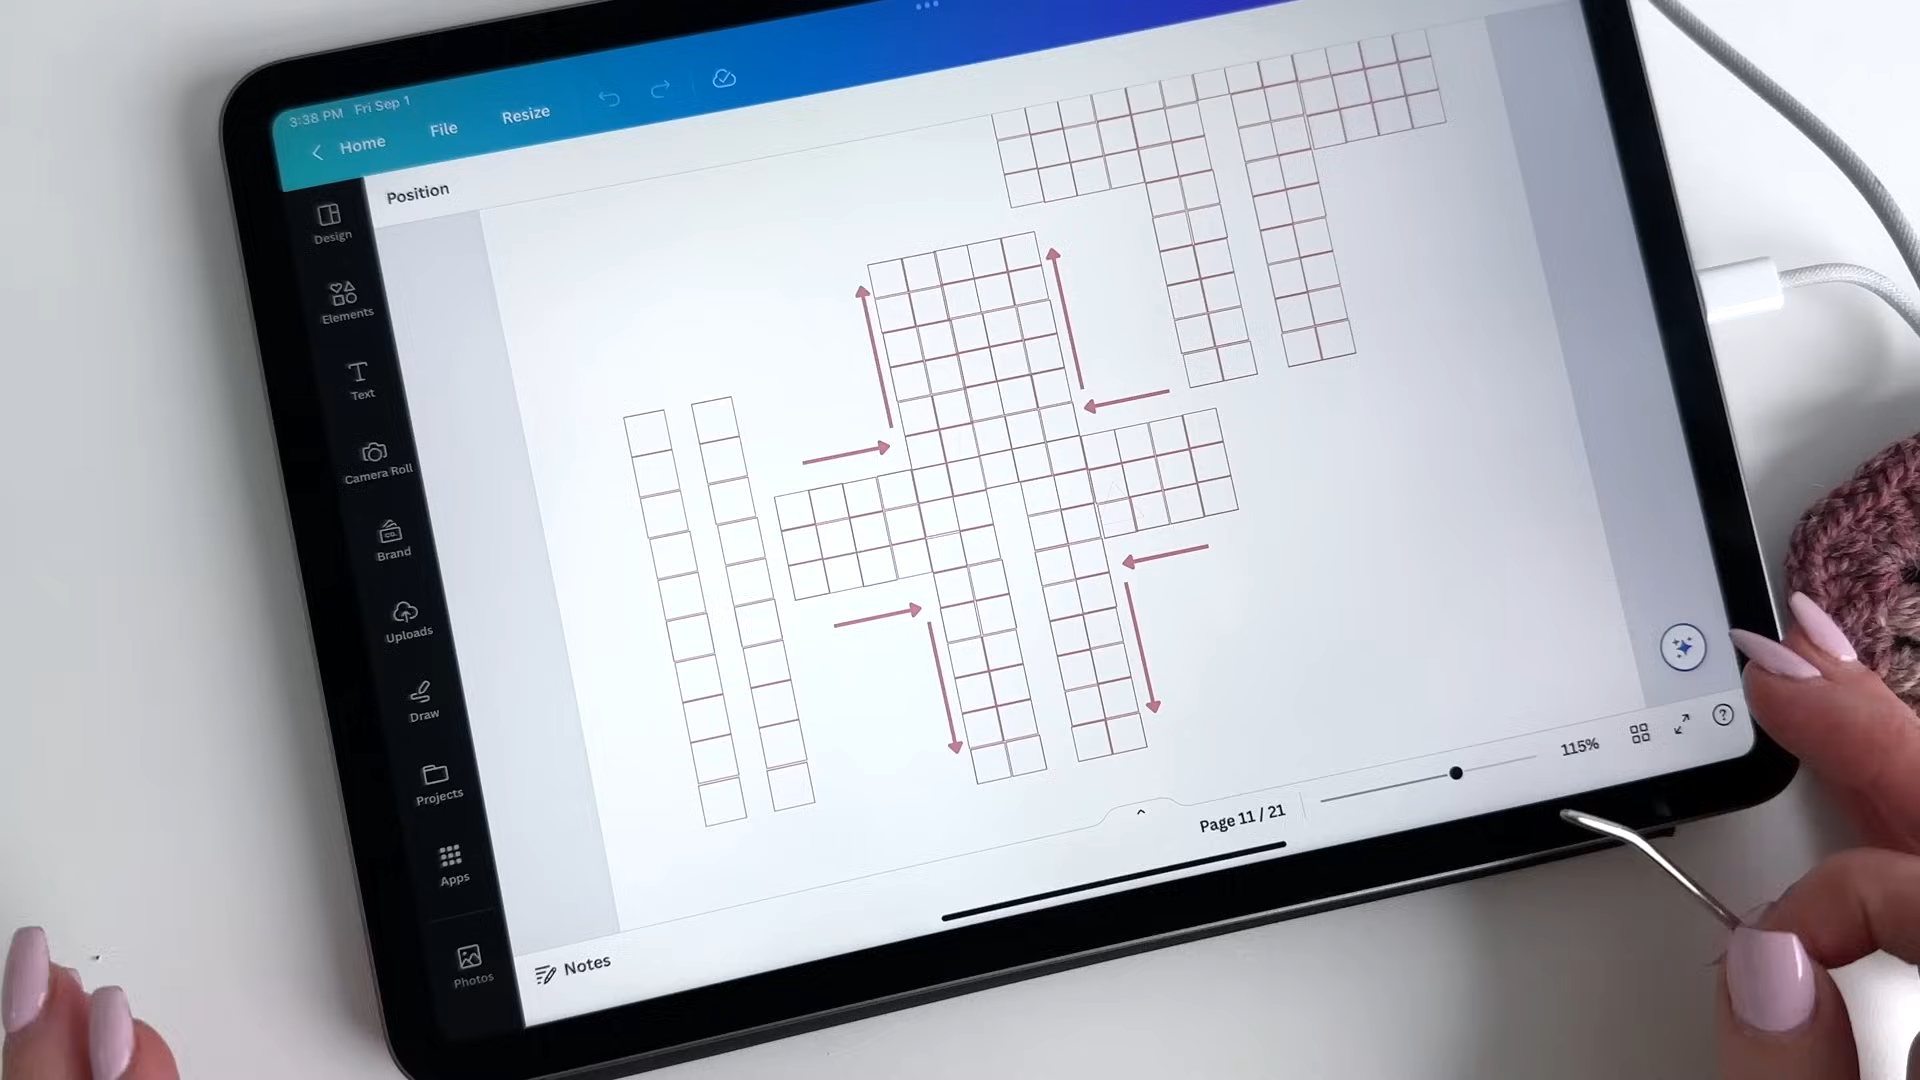 3:38 PM Fri Sep 1
Home
File
Resize
Position
Design
Elements
Text
Camera Roll
Brand
Uploads
Draw
Projects
Apps
Photos
Notes
Page 11 / 21
115%
?